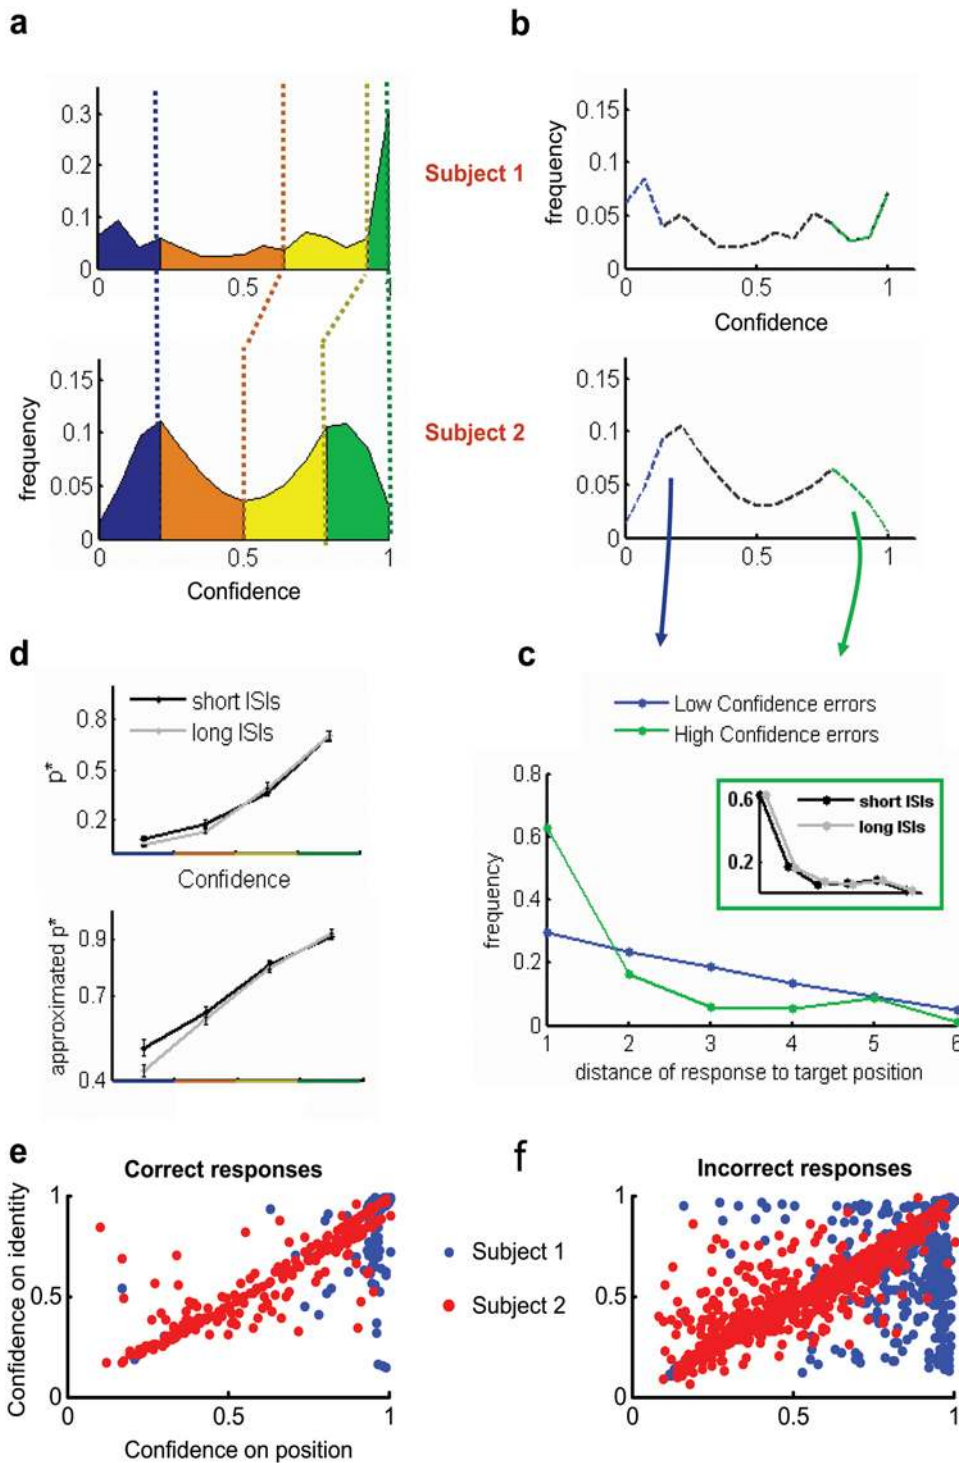 a
b
0.3
0.2
0.1
0
0
0.5
1
frequency
Subject 1
0.15
0.1
0.05
0
0
0.5
1
Confidence
frequency
0.15
0.1
0.05
0
0
0.5
1
Confidence
Subject 2
0.15
0.1
0.05
0
0
0.5
1
d
short ISIs
long ISIs
p*
0.8
0.5
0.2
Confidence
approximated p*
0.9
0.7
0.4
c
Low Confidence errors
High Confidence errors
frequency
0.8
0.6
0.4
0.2
0
1
2
3
4
5
6
0.6
0.2
short ISIs
long ISIs
distance of response to target position
e
Correct responses
Confidence on identity
1
0.5
0
0
0.5
1
Confidence on position
Subject 1
Subject 2
f
Incorrect responses
1
0.5
0
0
0.5
1